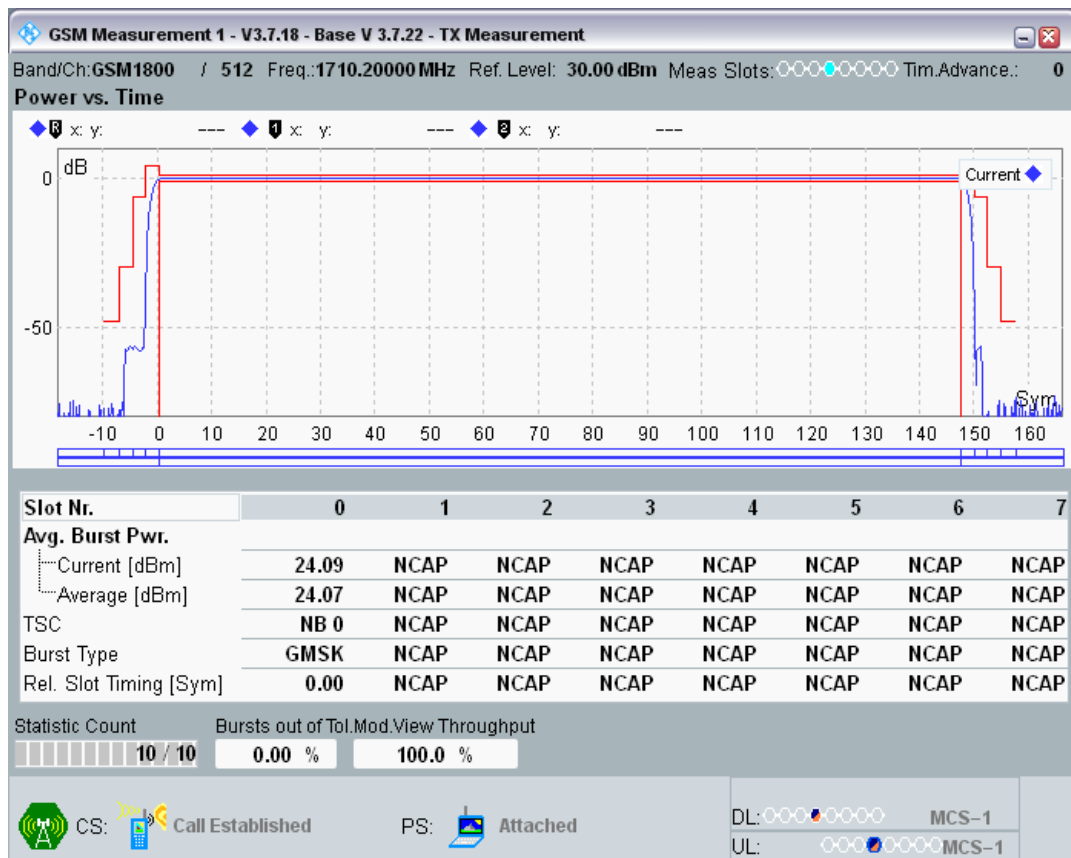 GSM Measurement 1 - V3.7.18 - Base V 3.7.22 - TX Measurement
Band/Ch:GSM1800 / 512 Freq.:1710.20000 MHz Ref. Level: 30.00 dBm Meas Slots: Tim.Advance.: 0
Power vs. Time
R x: y: --- 1 x: y: --- 2 x: y: ---
dB
Current
0
-50
Sym
-10 0 10 20 30 40 50 60 70 80 90 100 110 120 130 140 150 160
Slot Nr. 0 1 2 3 4 5 6 7
Avg. Burst Pwr.
Current [dBm] 24.09 NCAP NCAP NCAP NCAP NCAP NCAP NCAP
Average [dBm] 24.07 NCAP NCAP NCAP NCAP NCAP NCAP NCAP
TSC NB 0 NCAP NCAP NCAP NCAP NCAP NCAP NCAP
Burst Type GMSK NCAP NCAP NCAP NCAP NCAP NCAP NCAP
Rel. Slot Timing [Sym] 0.00 NCAP NCAP NCAP NCAP NCAP NCAP NCAP
Statistic Count Bursts out of Tol.Mod.View Throughput
10 / 10 0.00 % 100.0 %
CS: Call Established PS: Attached
DL: MCS-1
UL: MCS-1